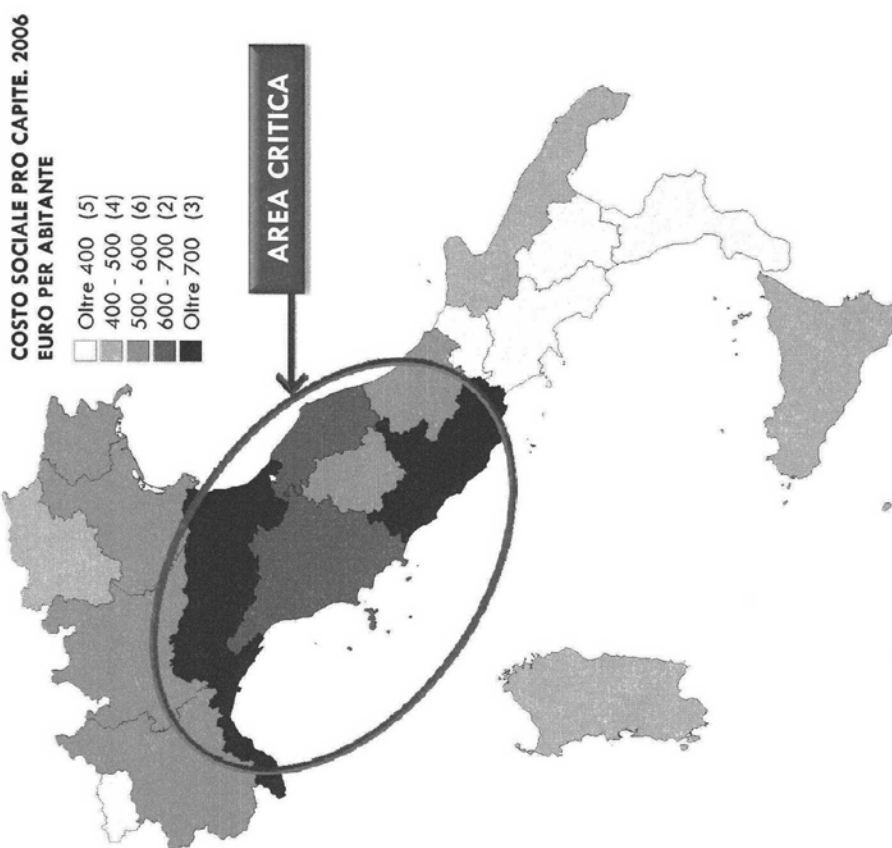 COSTO SOCIALE PRO CAPITE. 2006
EURO PER ABITANTE
Oltre 400 (5)
400 - 500 (4)
500 - 600 (6)
600 - 700 (2)
Oltre 700 (3)
AREA CRITICA